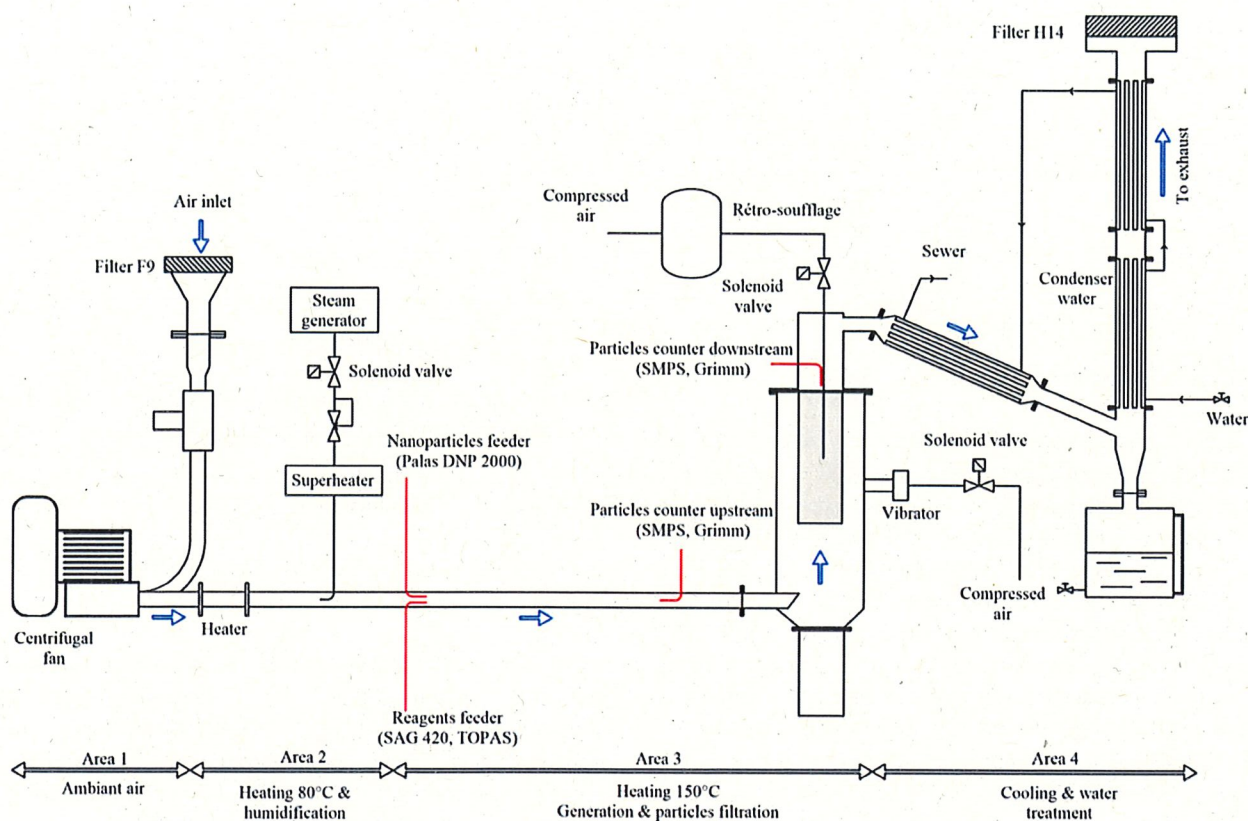 Filter H14
To exhaust
Air inlet
Compressed
air
Rétro-soufflage
Filter F9
Sewer
Steam
generator
Solenoid
valve
Condenser
water
Solenoid valve
Particles counter downstream
(SMPS, Grimm)
Water
Nanoparticles feeder
(Palas DNP 2000)
Solenoid valve
Superheater
Particles counter upstream
(SMPS, Grimm)
Vibrator
Compressed
air
Heater
Centrifugal
fan
Reagents feeder
(SAG 420, TOPAS)
Area 1
Area 2
Area 3
Area 4
Ambiant air
Heating 80°C &
humidification
Heating 150°C
Generation & particles filtration
Cooling & water
treatment